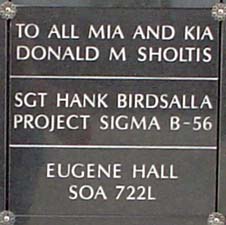 TO ALL MIA AND KIA
DONALD M SHOLTIS
SGT HANK BIRDSALLA
PROJECT SIGMA B-56
EUGENE HALL
SOA 722L